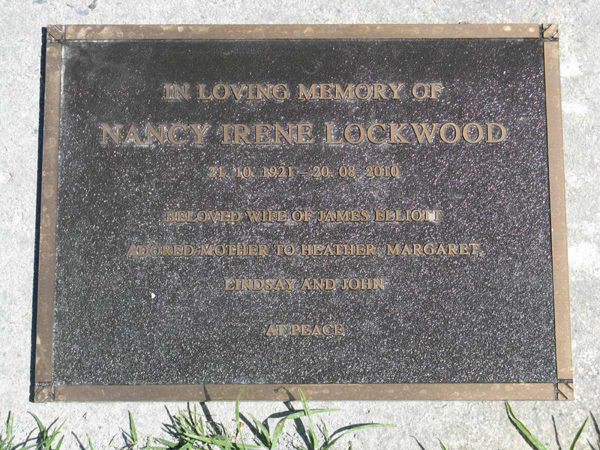 IN LOVING MEMORY OF
NANCY IRENE LOCKWOOD
31. 10. 1921 – 20. 08. 2010
BELOVED WIFE OF JAMES ELLIOTT
ADORED MOTHER TO HEATHER, MARGARET,
LINDSAY AND JOHN
AT PEACE